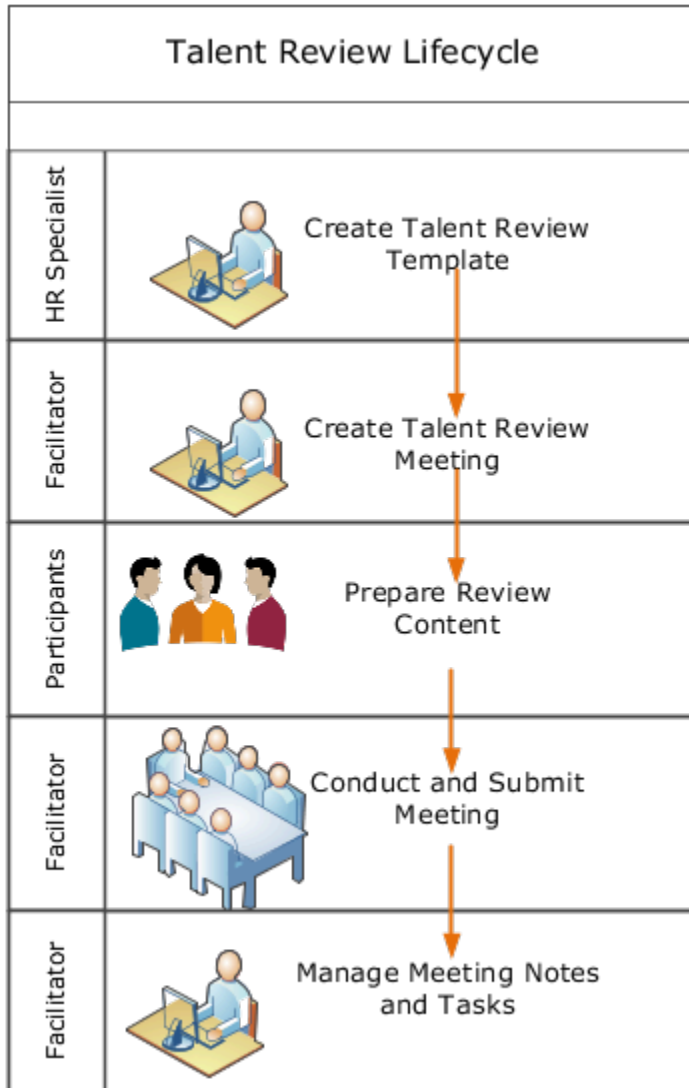 Talent Review Lifecycle
HR Specialist
Create Talent Review
Template
Facilitator
Create Talent Review
Meeting
Participants
Prepare Review
Content
Facilitator
Conduct and Submit
Meeting
Facilitator
Manage Meeting Notes
and Tasks